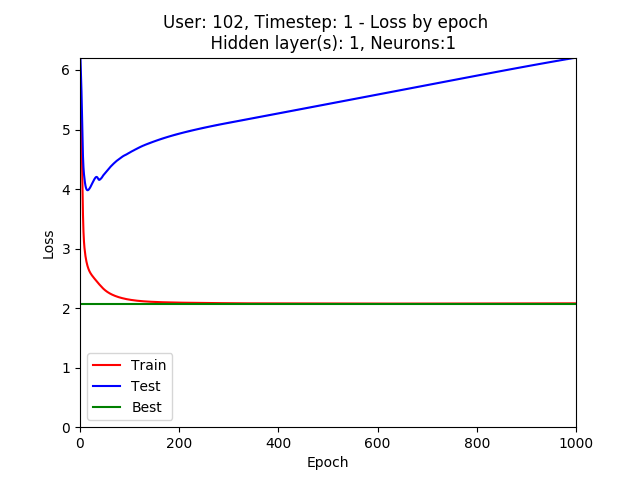 User: 102, Timestep: 1 - Loss by epoch
Hidden layer(s): 1, Neurons:1
6
5
4
3
2
1
0
Loss
Train
Test
Best
0 200 400 600 800 1000
Epoch